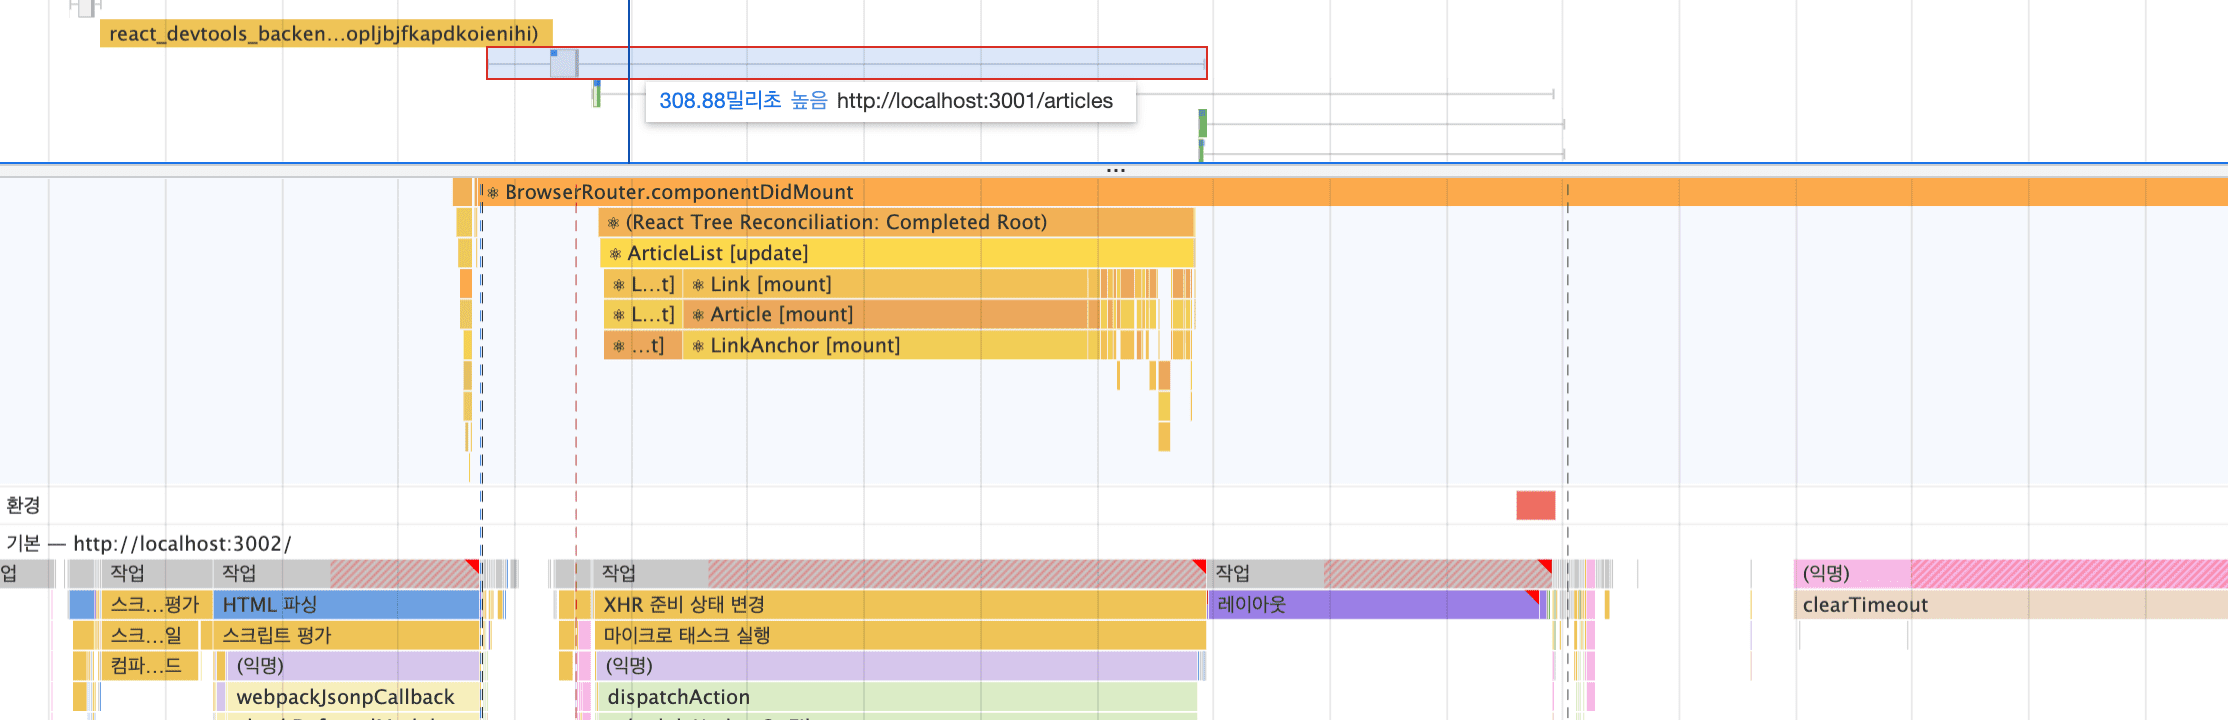 react_devtools_backen…opljbjfkapdkoienihi)
308.88밀리초 높음 http://localhost:3001/articles
BrowserRouter.componentDidMount
(React Tree Reconciliation: Completed Root)
ArticleList [update]
L…t] Link [mount]
L…t] Article [mount]
…t] LinkAnchor [mount]
환경
기본 — http://localhost:3002/
업 작업 작업 작업 작업 (익명)
스크…평가 HTML 파싱 XHR 준비 상태 변경 레이아웃 clearTimeout
스크…일 스크립트 평가 마이크로 태스크 실행
컴파…드 (익명) (익명)
webpackJsonpCallback dispatchAction